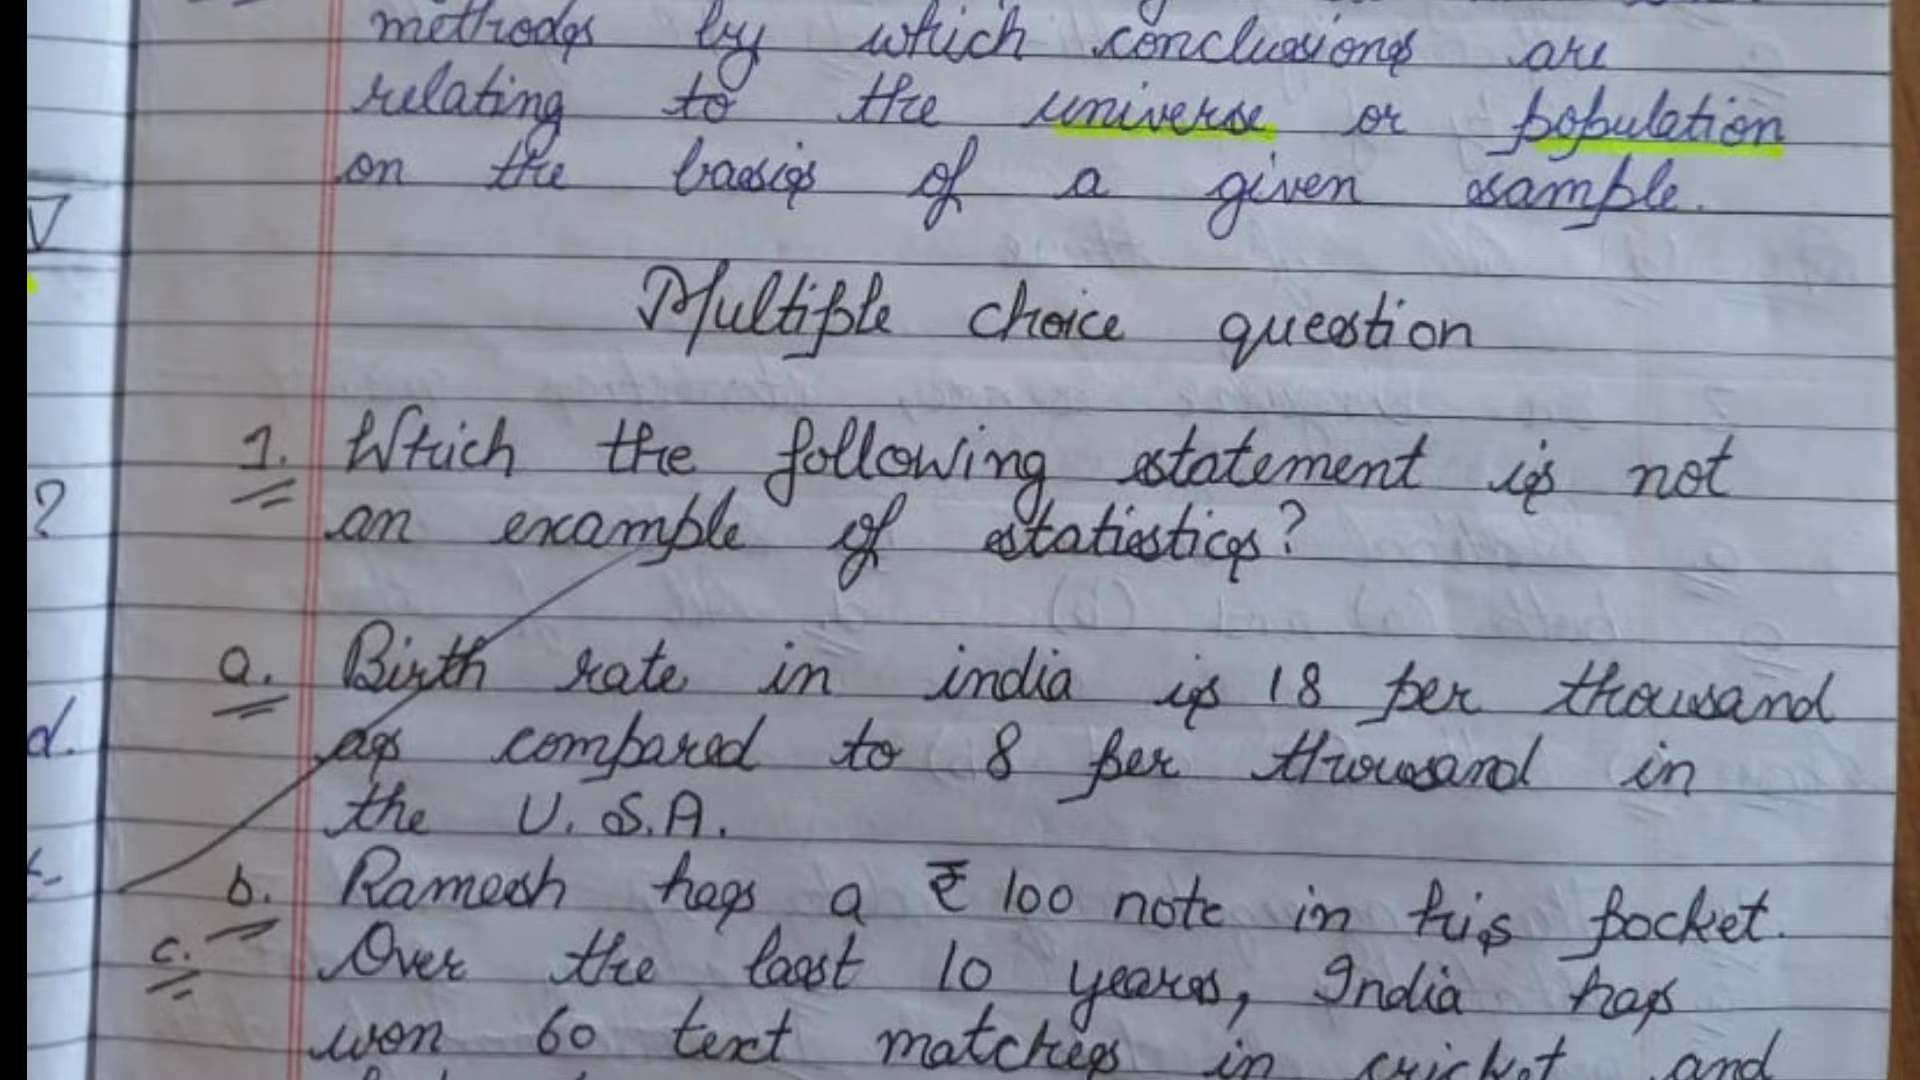 methods by which conclusions are
relating to the universe or population
on the basis of a given sample.
Multiple choice question
1. Which the following statement is not
an example of statistics?
a. Birth rate in india is 18 per thousand
as compared to 8 per thousand in
the U.S.A.
b. Ramesh has a ₹ 100 note in his pocket.
c. Over the last 10 years, India has
won 60 text matches in cricket and
?
d.